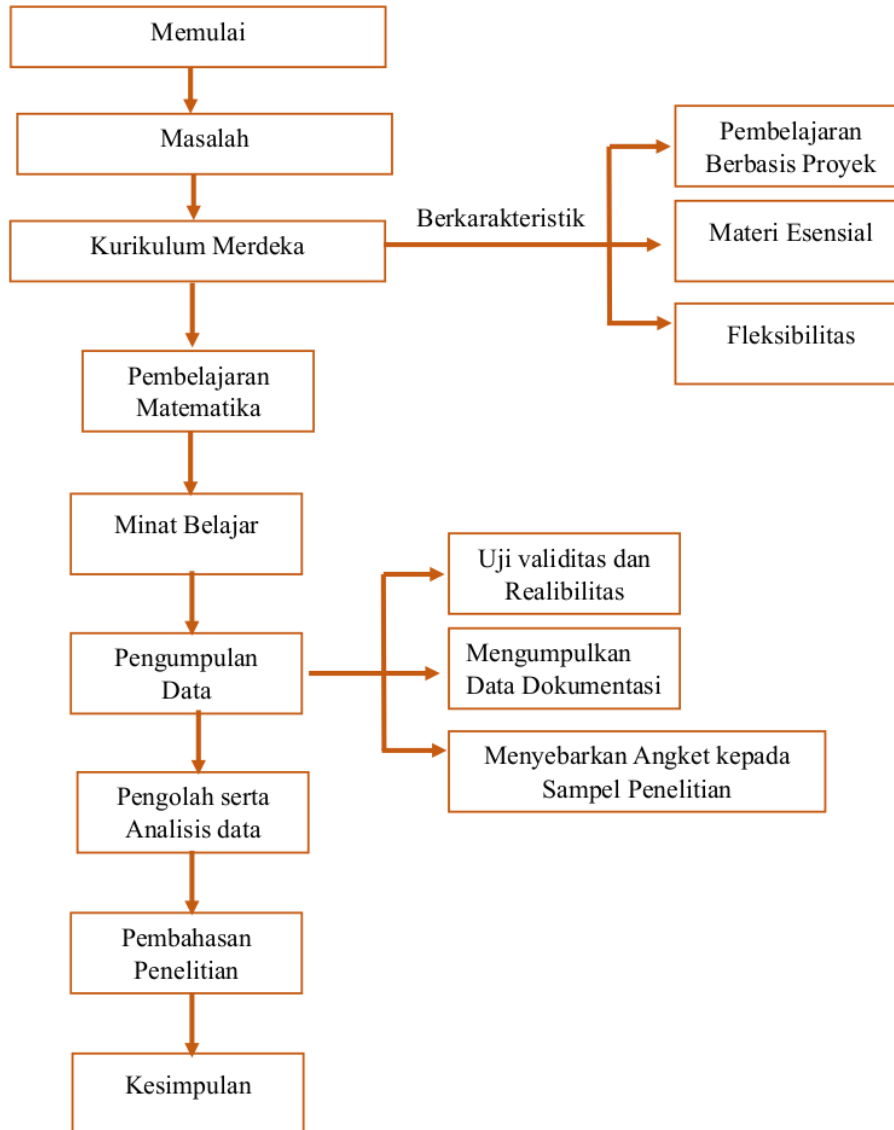 Memulai
Masalah
Kurikulum Merdeka
Berkarakteristik
Pembelajaran
Berbasis Proyek
Materi Esensial
Fleksibilitas
Pembelajaran
Matematika
Minat Belajar
Pengumpulan
Data
Uji validitas dan
Realibilitas
Mengumpulkan
Data Dokumentasi
Menyebarkan Angket kepada
Sampel Penelitian
Pengolah serta
Analisis data
Pembahasan
Penelitian
Kesimpulan